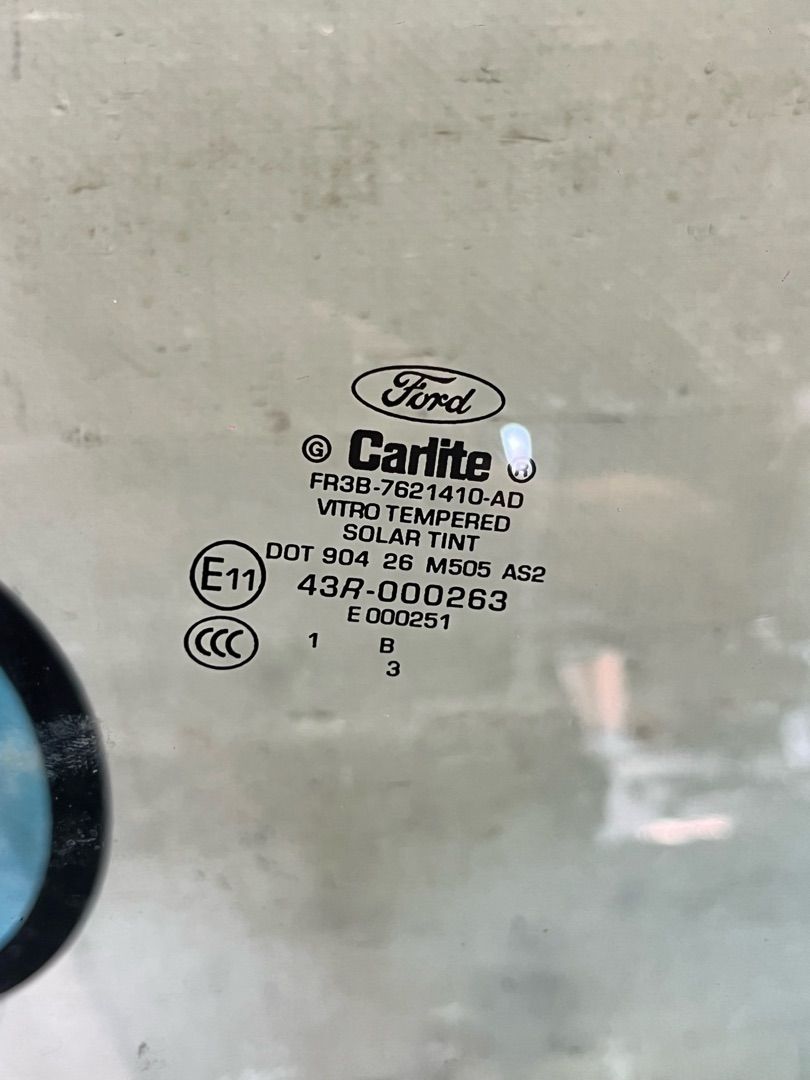 Ford
G Carlite ®
FR3B-7621410-AD
VITRO TEMPERED
SOLAR TINT
DOT 904 26 M505 AS2
E11 43R-000263
E 000251
CCC 1 B
3